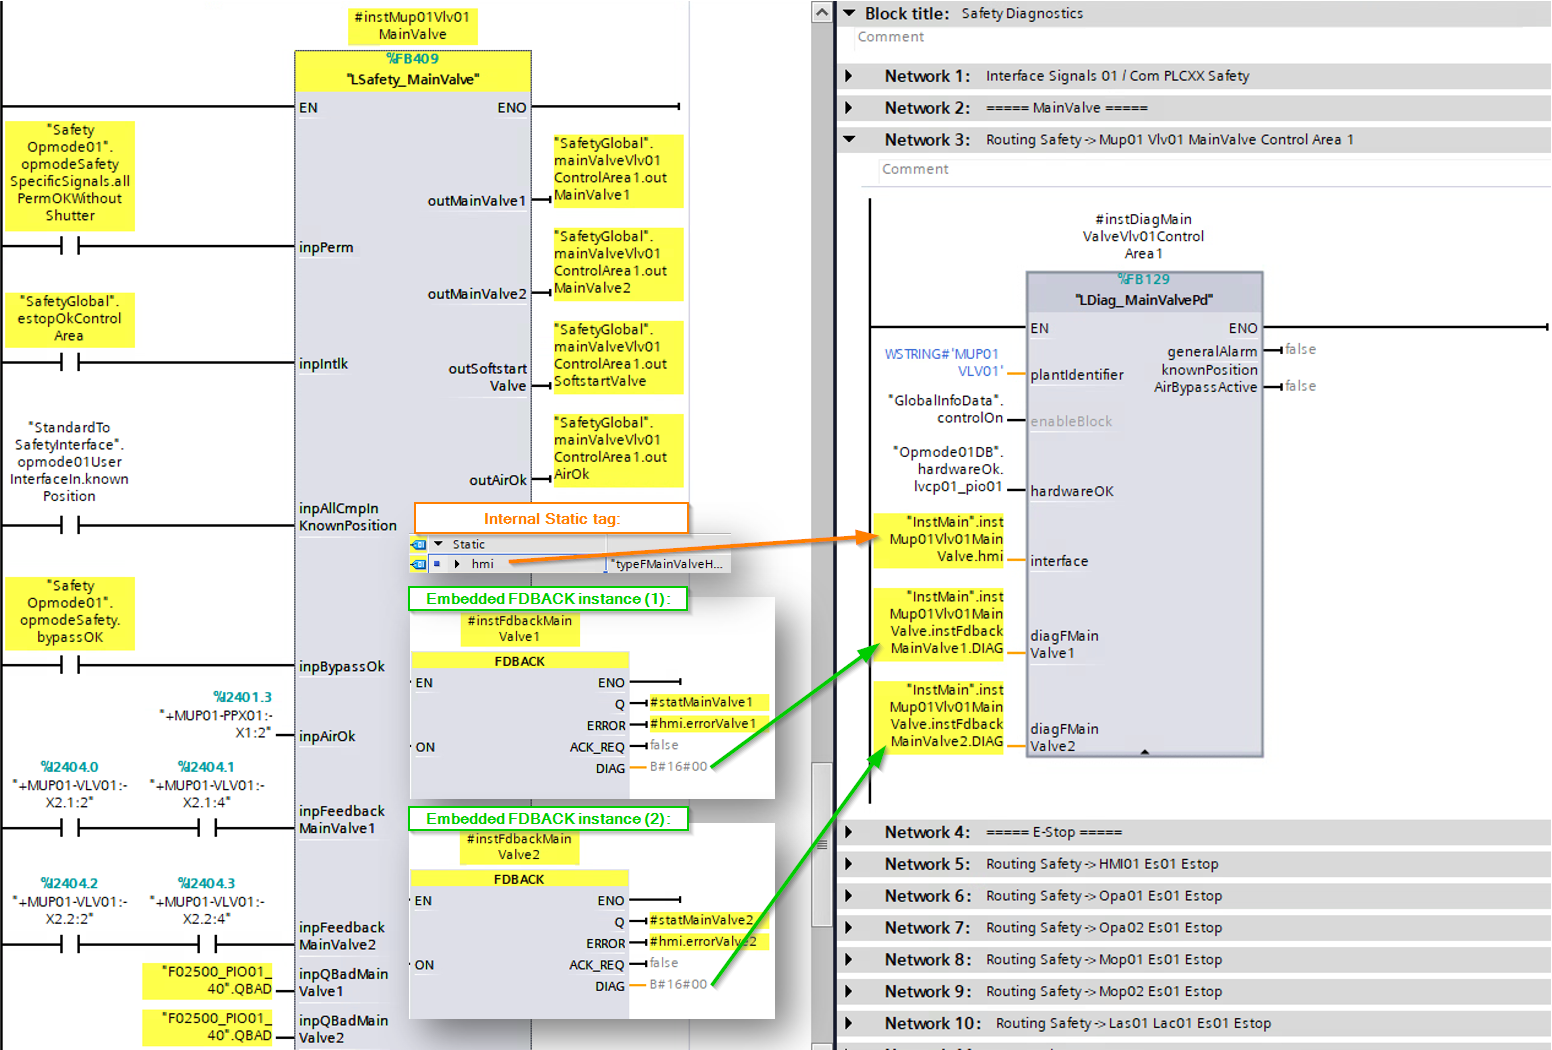 #instMup01Vlv01
MainValve
%FB409
"LSafety_MainValve"
EN
ENO
"Safety
Opmode01".
opmodeSafety
SpecificSignals.all
PermOKWithout
Shutter
inpPerm
"SafetyGlobal".
estopOkControl
Area
inpIntlk
"StandardTo
SafetyInterface".
opmode01User
InterfaceIn.known
Position
inpAllCmpIn
KnownPosition
"Safety
Opmode01".
opmodeSafety.
bypassOK
inpBypassOk
%I2401.3
"+MUP01-PPX01:-
X1:2"
inpAirOk
%I2404.0
"+MUP01-VLV01:-
X2.1:2"
%I2404.1
"+MUP01-VLV01:-
X2.1:4"
inpFeedback
MainValve1
%I2404.2
"+MUP01-VLV01:-
X2.2:2"
%I2404.3
"+MUP01-VLV01:-
X2.2:4"
inpFeedback
MainValve2
"F02500_PIO01_
40".QBAD
inpQBadMain
Valve1
"F02500_PIO01_
40".QBAD
inpQBadMain
Valve2
outMainValve1
"SafetyGlobal".
mainValveVlv01
ControlArea1.out
MainValve1
outMainValve2
"SafetyGlobal".
mainValveVlv01
ControlArea1.out
MainValve2
outSoftstart
Valve
"SafetyGlobal".
mainValveVlv01
ControlArea1.out
SoftstartValve
outAirOk
"SafetyGlobal".
mainValveVlv01
ControlArea1.out
AirOk
Internal Static tag:
Static
hmi
"typeFMainValveH...
Embedded FDBACK instance (1):
#instFdbackMain
Valve1
FDBACK
EN
ENO
Q
#statMainValve1
ERROR
#hmi.errorValve1
ON
ACK_REQ
false
DIAG
B#16#00
Embedded FDBACK instance (2):
#instFdbackMain
Valve2
FDBACK
EN
ENO
Q
#statMainValve2
ERROR
#hmi.errorValve2
ON
ACK_REQ
false
DIAG
B#16#00
Block title: Safety Diagnostics
Comment
Network 1: Interface Signals 01 / Com PLCXX Safety
Network 2: ===== MainValve =====
Network 3: Routing Safety -> Mup01 Vlv01 MainValve Control Area 1
Comment
#instDiagMain
ValveVlv01Control
Area1
%FB129
"LDiag_MainValvePd"
EN
ENO
WSTRING#'MUP01
VLV01'
plantIdentifier
"GlobalInfoData".
controlOn
enableBlock
"Opmode01DB".
hardwareOk.
lvcp01_pio01
hardwareOK
"InstMain".inst
Mup01Vlv01Main
Valve.hmi
interface
"InstMain".inst
Mup01Vlv01Main
Valve.instFdback
MainValve1.DIAG
diagFMain
Valve1
"InstMain".inst
Mup01Vlv01Main
Valve.instFdback
MainValve2.DIAG
diagFMain
Valve2
generalAlarm
false
knownPosition
AirBypassActive
false
Network 4: ===== E-Stop =====
Network 5: Routing Safety -> HMI01 Es01 Estop
Network 6: Routing Safety -> Opa01 Es01 Estop
Network 7: Routing Safety -> Opa02 Es01 Estop
Network 8: Routing Safety -> Mop01 Es01 Estop
Network 9: Routing Safety -> Mop02 Es01 Estop
Network 10: Routing Safety -> Las01 Lac01 Es01 Estop